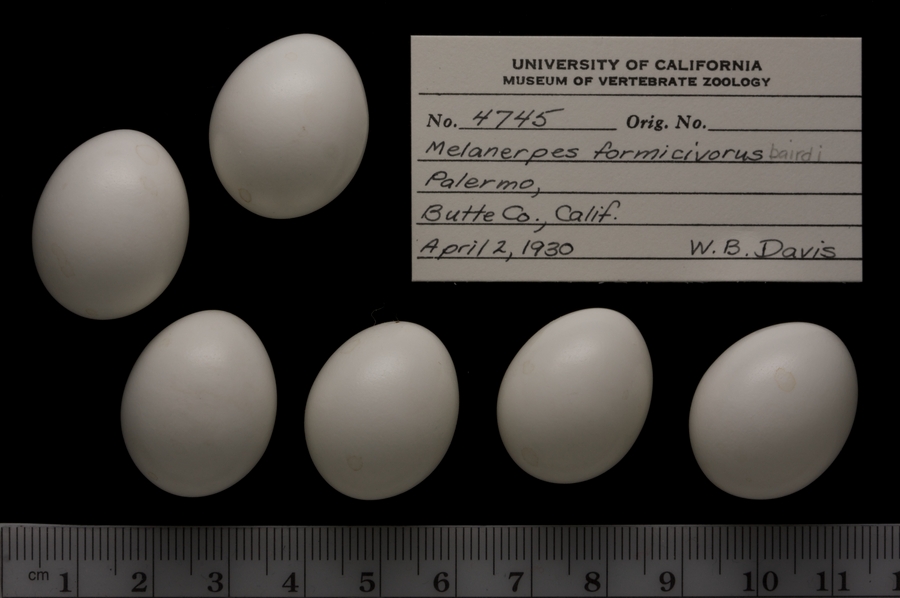 UNIVERSITY OF CALIFORNIA
MUSEUM OF VERTEBRATE ZOOLOGY
No. 4745 Orig. No.
Melanerpes formicivorus bairdi
Palermo,
Butte Co., Calif.
April 2, 1930 W. B. Davis
cm 1 2 3 4 5 6 7 8 9 10 11 1